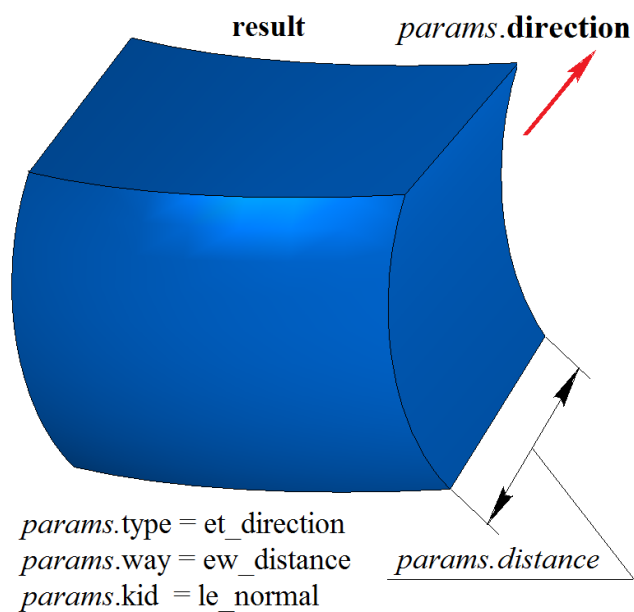 result
params.direction
params.type = et_direction
params.way = ew_distance
params.distance
params.kid = le_normal